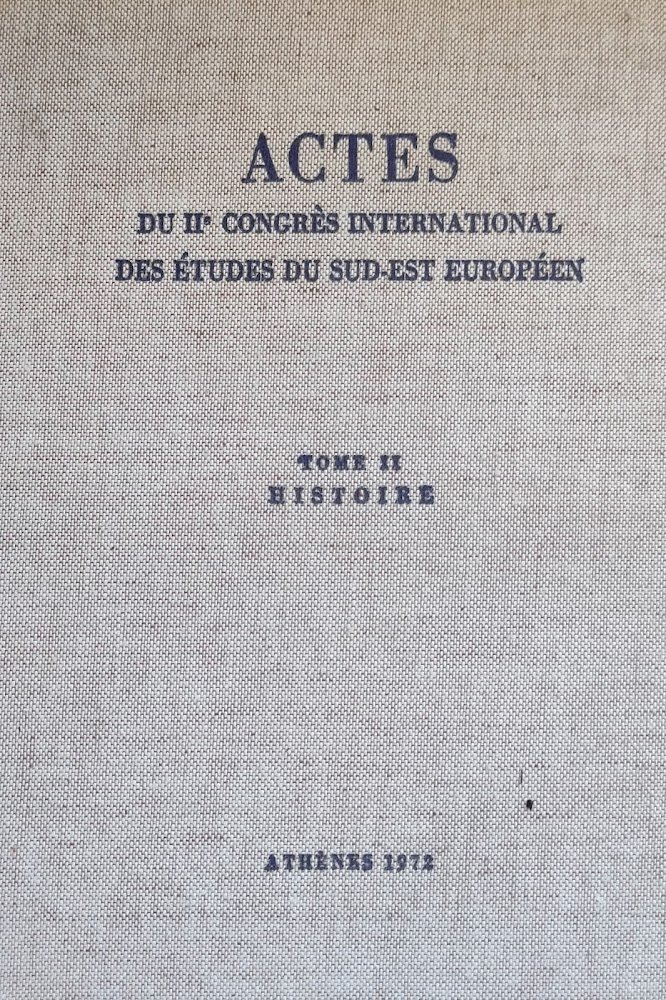 ACTES
DU IIe CONGRÈS INTERNATIONAL
DES ÉTUDES DU SUD-EST EUROPÉEN
TOME II
HISTOIRE
ATHÈNES 1972